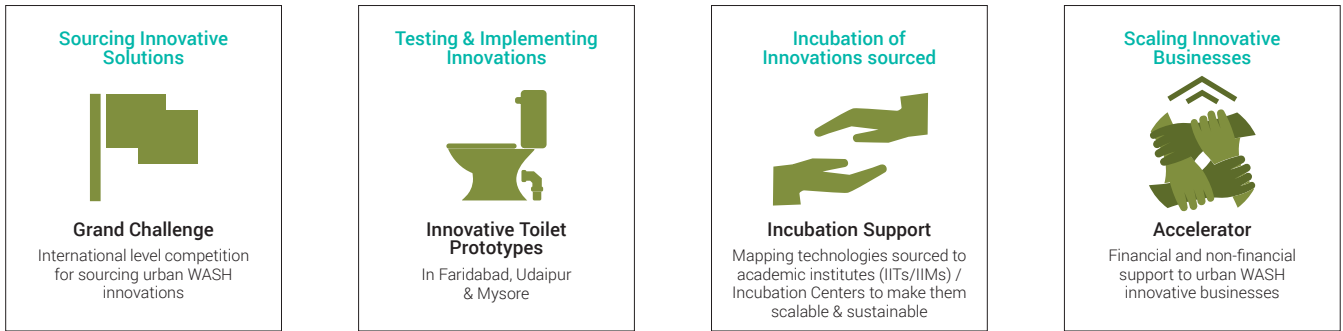 Sourcing Innovative
Solutions
Grand Challenge
International level competition
for sourcing urban WASH
innovations
Testing & Implementing
Innovations
Innovative Toilet
Prototypes
In Faridabad, Udaipur
& Mysore
Incubation of
Innovations sourced
Incubation Support
Mapping technologies sourced to
academic institutes (IITs/IIMs) /
Incubation Centers to make them
scalable & sustainable
Scaling Innovative
Businesses
Accelerator
Financial and non-financial
support to urban WASH
innovative businesses